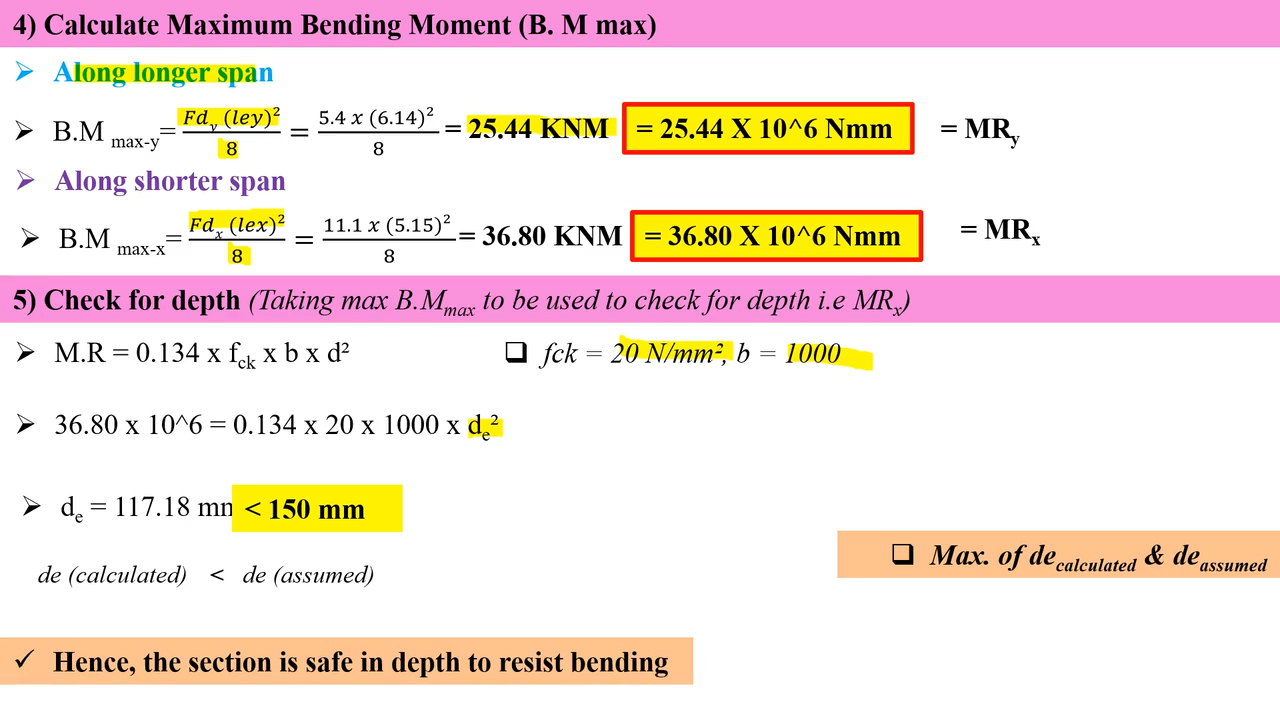 4) Calculate Maximum Bending Moment (B. M max)
➢ Along longer span
➢ B.M max-y= Fdy (ley)²/8 = 5.4 x (6.14)²/8 = 25.44 KNM = 25.44 X 10^6 Nmm = MRy
➢ Along shorter span
➢ B.M max-x= Fdx (lex)²/8 = 11.1 x (5.15)²/8 = 36.80 KNM = 36.80 X 10^6 Nmm = MRx
5) Check for depth (Taking max B.Mmax to be used to check for depth i.e MRx)
➢ M.R = 0.134 x fck x b x d² ❑ fck = 20 N/mm², b = 1000
➢ 36.80 x 10^6 = 0.134 x 20 x 1000 x de²
➢ de = 117.18 mm < 150 mm
❑ Max. of decalculated & deassumed
de (calculated) < de (assumed)
✓ Hence, the section is safe in depth to resist bending